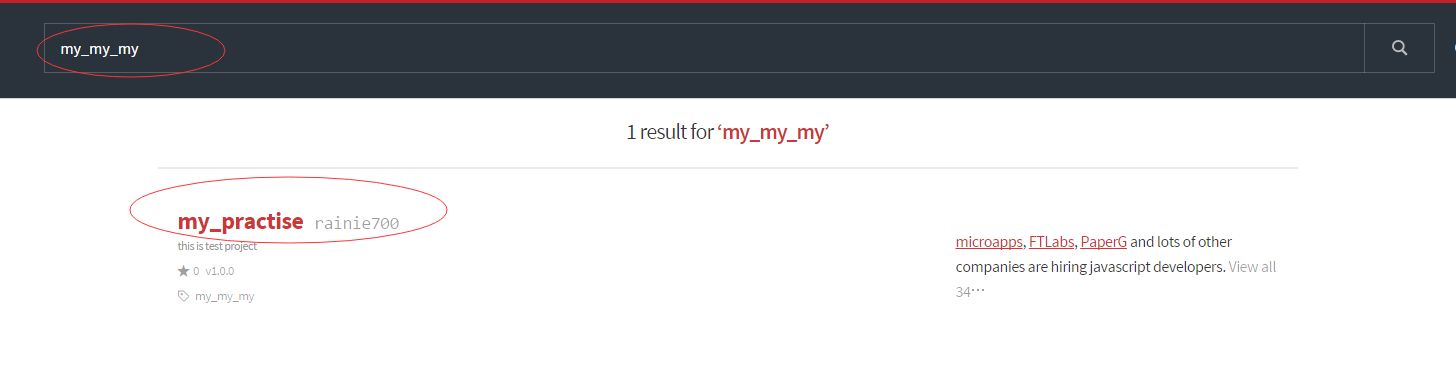 my_my_my
1 result for ‘my_my_my’
my_practise rainie700
this is test project
0 v1.0.0
my_my_my
microapps, FTLabs, PaperG and lots of other
companies are hiring javascript developers. View all
34…